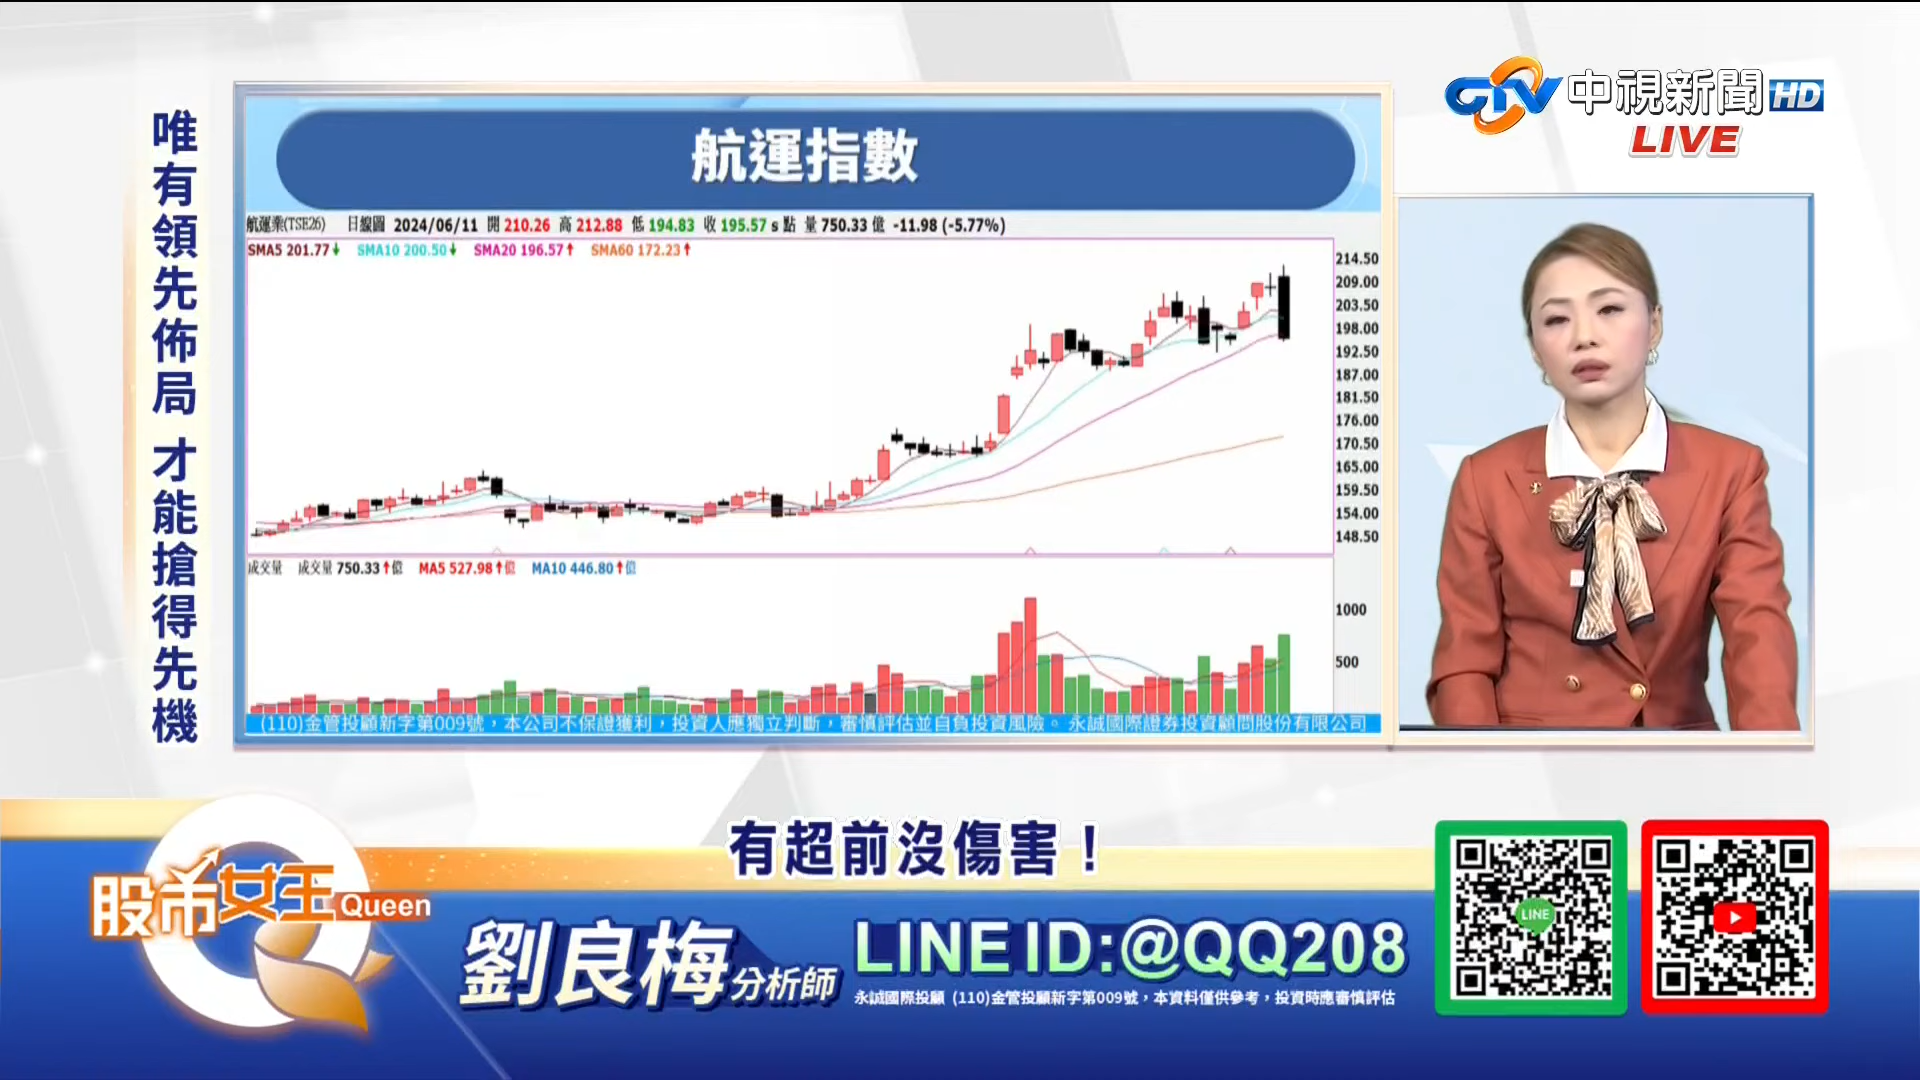 唯有領先佈局 才能搶得先機
航運指數
航運業(TSE26) 日線圖 2024/06/11 開 210.26 高 212.88 低 194.83 收 195.57 s 點 量 750.33 億 -11.98 (-5.77%)
SMA5 201.77↓ SMA10 200.50↓ SMA20 196.57↑ SMA60 172.23↑
214.50
209.00
203.50
198.00
192.50
187.00
181.50
176.00
170.50
165.00
159.50
154.00
148.50
成交量 成交量 750.33↑億 MA5 527.98↑億 MA10 446.80↑億
1000
500
(110)金管投顧新字第009號，本公司不保證獲利，投資人應獨立判斷，審慎評估並自負投資風險。 永誠國際證券投資顧問股份有限公司
CTV 中視新聞 HD
LIVE
有超前沒傷害！
股市女王 Queen
劉良梅 分析師
LINE ID:@QQ208
永誠國際投顧 (110)金管投顧新字第009號，本資料僅供參考，投資時應審慎評估
LINE